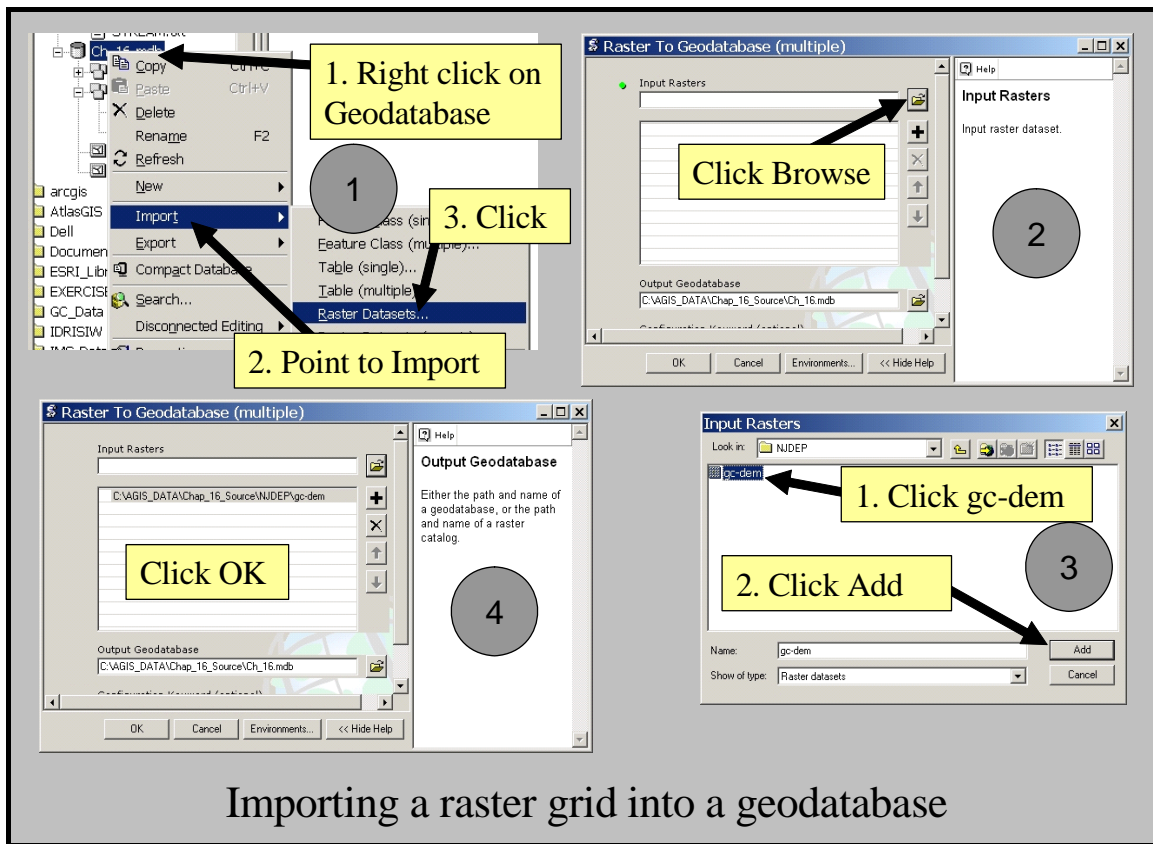 Ch_16.mdb
Copy Ctrl+C
Paste Ctrl+V
Delete
Rename F2
Refresh
New
Import
Export
Compact Database
Search...
Disconnected Editing
arcgis
AtlasGIS
Dell
GC_Data
IDRISIW
Feature Class (multiple)...
Table (single)...
Table (multiple)
Raster Datasets...
1. Right click on
Geodatabase
1
3. Click
2. Point to Import
Raster To Geodatabase (multiple)
Input Rasters
Click Browse
Output Geodatabase
C:\AGIS_DATA\Chap_16_Source\Ch_16.mdb
OK Cancel Environments... << Hide Help
Help
Input Rasters
Input raster dataset.
2
Raster To Geodatabase (multiple)
Input Rasters
C:\AGIS_DATA\Chap_16_Source\NJDEP\gc-dem
Click OK
Output Geodatabase
C:\AGIS_DATA\Chap_16_Source\Ch_16.mdb
OK Cancel Environments... << Hide Help
Help
Output Geodatabase
Either the path and name of
a geodatabase, or the path
and name of a raster
catalog.
4
Input Rasters
Look in: NJDEP
gc-dem
1. Click gc-dem
3
2. Click Add
Name: gc-dem Add
Show of type: Raster datasets Cancel
Importing a raster grid into a geodatabase